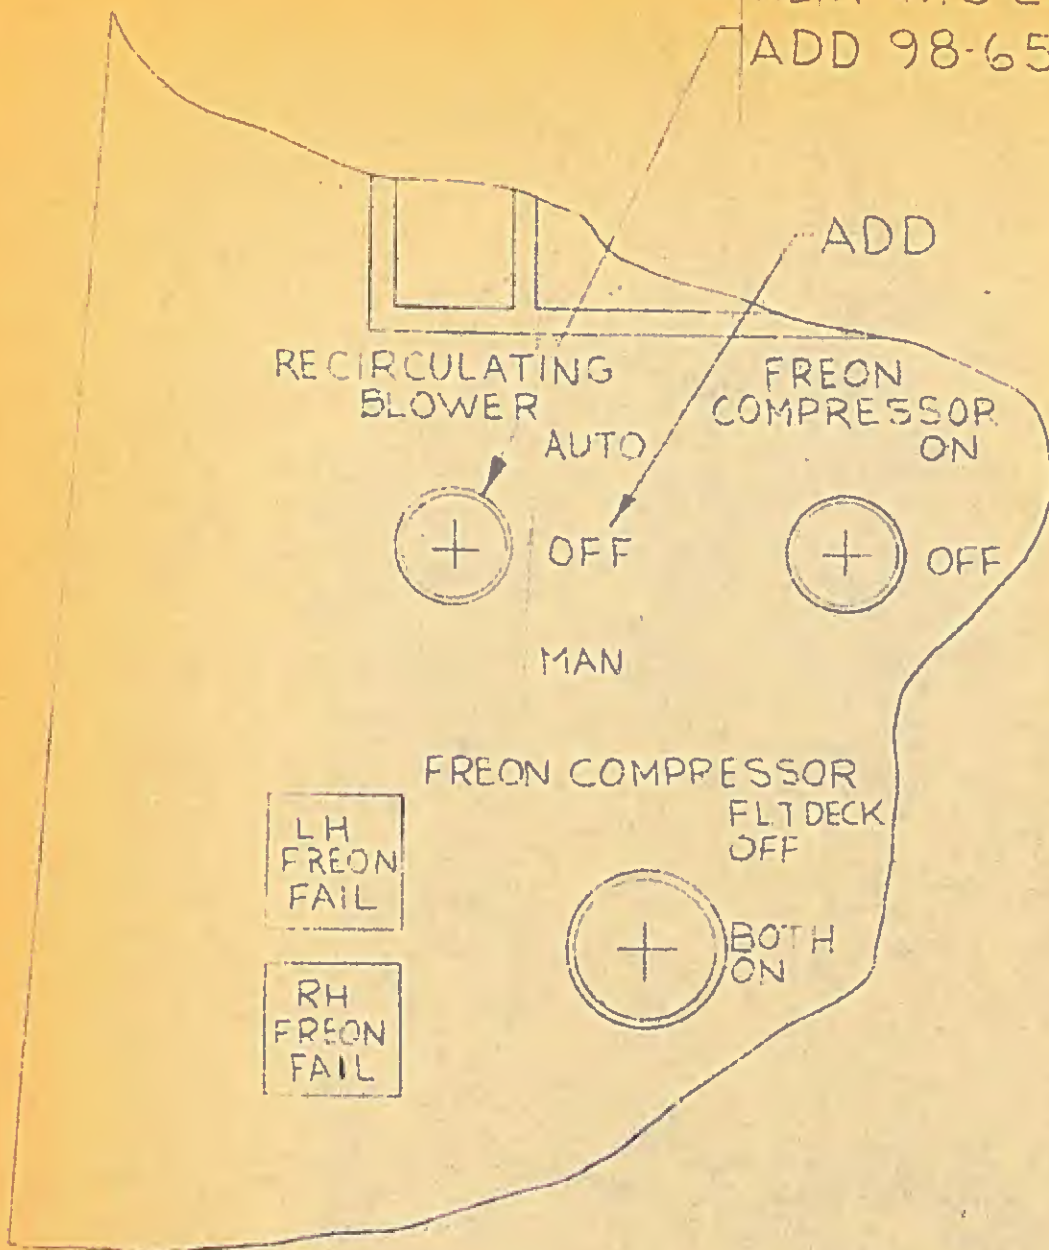 ADD 98-65
ADD
RECIRCULATING
BLOWER
AUTO
OFF
MAN
FREON
COMPRESSOR
ON
OFF
FREON COMPRESSOR
FLT DECK
OFF
BOTH
ON
LH
FREON
FAIL
RH
FREON
FAIL